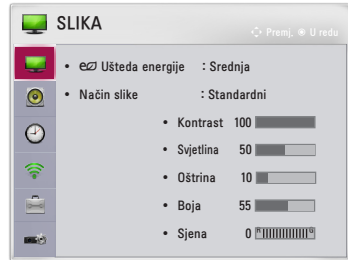 SLIKA
Premj. U redu
• Ušteda energije : Srednja
• Način slike : Standardni
• Kontrast 100
• Svjetlina 50
• Oštrina 10
• Boja 55
• Sjena 0 R G